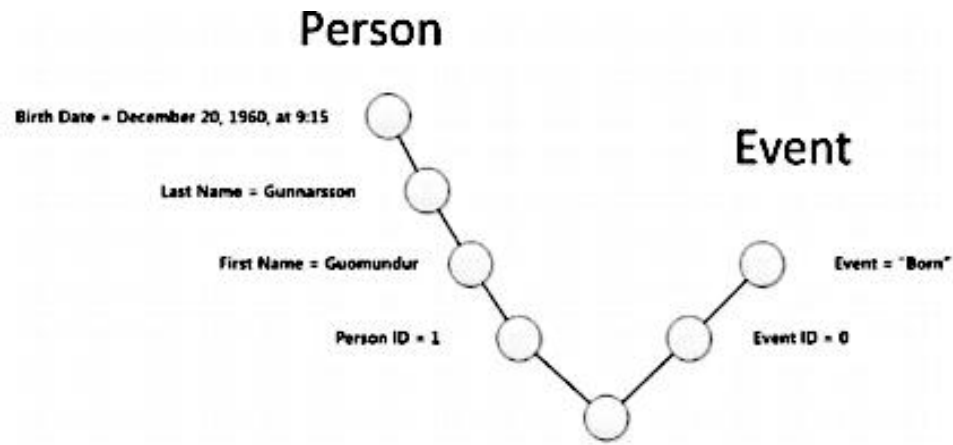 Person
Birth Date = December 20, 1960, at 9:15
Event
Last Name = Gunnarsson
First Name = Guomundur
Event = "Born"
Person ID = 1
Event ID = 0